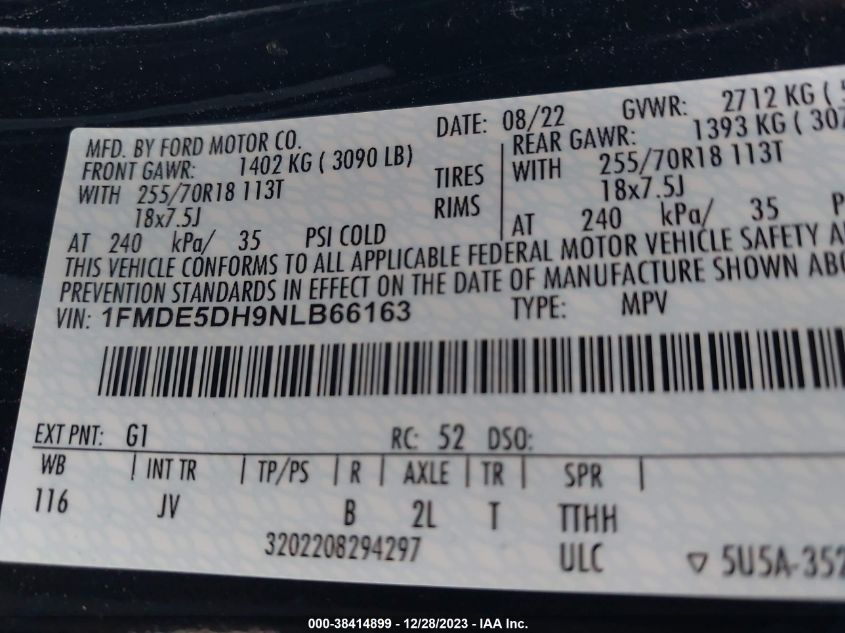 MFD. BY FORD MOTOR CO. DATE: 08/22 GVWR: 2712 KG (
FRONT GAWR: 1402 KG ( 3090 LB) REAR GAWR: 1393 KG ( 307
WITH 255/70R18 113T TIRES WITH 255/70R18 113T
18x7.5J RIMS 18x7.5J
AT 240 kPa/ 35 PSI COLD AT 240 kPa/ 35 P
THIS VEHICLE CONFORMS TO ALL APPLICABLE FEDERAL MOTOR VEHICLE SAFETY A
PREVENTION STANDARDS IN EFFECT ON THE DATE OF MANUFACTURE SHOWN ABO
VIN: 1FMDE5DH9NLB66163 TYPE: MPV
EXT PNT: G1 RC: 52 DSO:
WB | INT TR | TP/PS | R | AXLE | TR | SPR |
116 JV B 2L T TTHH
3202208294297 ULC ▽ 5U5A-352
000-38414899 - 12/28/2023 - IAA Inc.